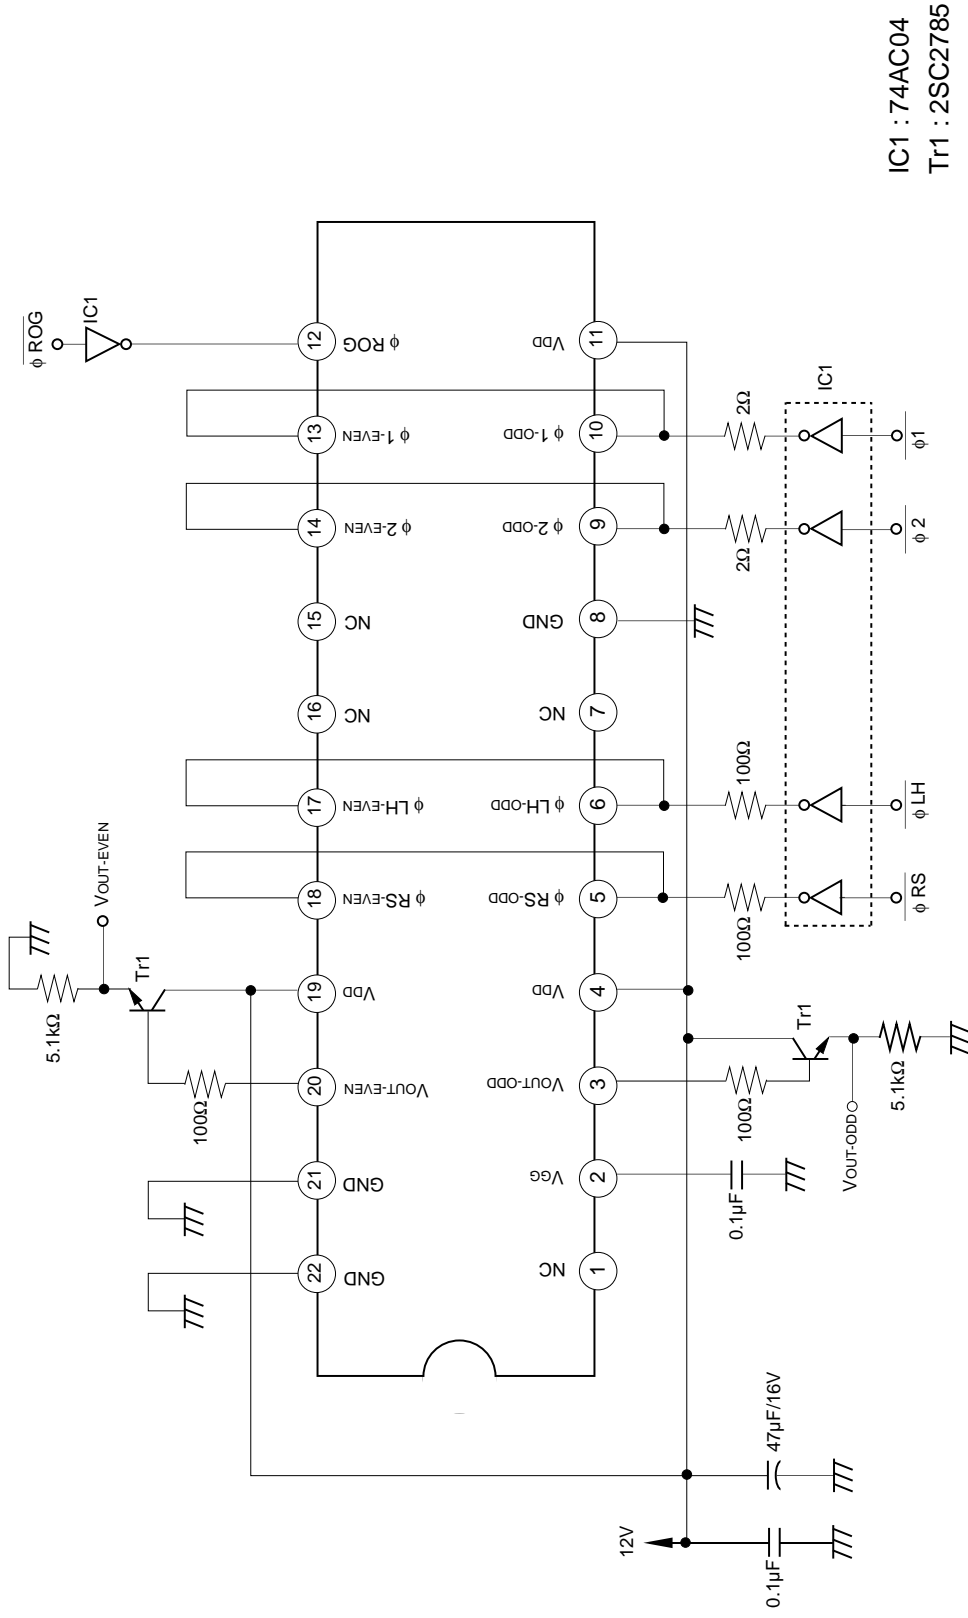 φ ROG
IC1
22
21
20
19
18
17
16
15
14
13
12
GND
GND
VOUT-EVEN
VDD
φ RS-EVEN
φ LH-EVEN
NC
NC
φ 2-EVEN
φ 1-EVEN
φ ROG
NC
VGG
VOUT-ODD
VDD
φ RS-ODD
φ LH-ODD
NC
GND
φ 2-ODD
φ 1-ODD
VDD
1
2
3
4
5
6
7
8
9
10
11
5.1kΩ
Tr1
VOUT-EVEN
100Ω
12V
0.1µF
47µF/16V
0.1µF
100Ω
Tr1
VOUT-ODD
5.1kΩ
100Ω
100Ω
2Ω
2Ω
IC1
φ RS
φ LH
φ 2
φ1
IC1 : 74AC04
Tr1 : 2SC2785